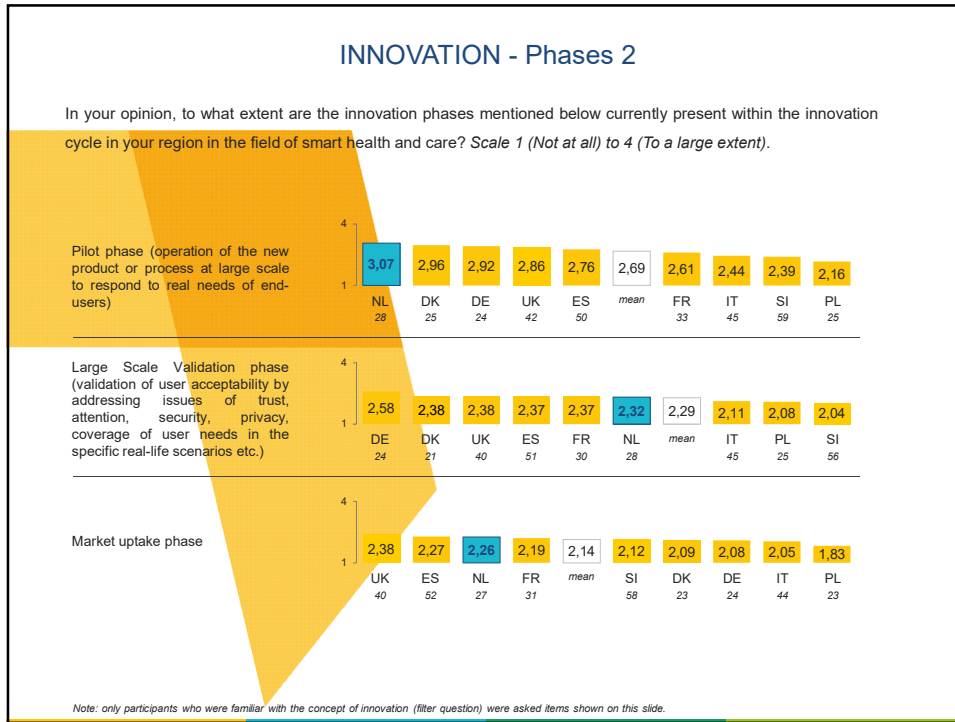 INNOVATION - Phases 2
In your opinion, to what extent are the innovation phases mentioned below currently present within the innovation
cycle in your region in the field of smart health and care? Scale 1 (Not at all) to 4 (To a large extent).
Pilot phase (operation of the new
product or process at large scale
to respond to real needs of end-
users)
4
1
3,07 2,96 2,92 2,86 2,76 2,69 2,61 2,44 2,39 2,16
NL DK DE UK ES mean FR IT SI PL
28 25 24 42 50 33 45 59 25
Large Scale Validation phase
(validation of user acceptability by
addressing issues of trust,
attention, security, privacy,
coverage of user needs in the
specific real-life scenarios etc.)
4
1
2,58 2,38 2,38 2,37 2,37 2,32 2,29 2,11 2,08 2,04
DE DK UK ES FR NL mean IT PL SI
24 21 40 51 30 28 45 25 56
Market uptake phase
4
1
2,38 2,27 2,26 2,19 2,14 2,12 2,09 2,08 2,05 1,83
UK ES NL FR mean SI DK DE IT PL
40 52 27 31 58 23 24 44 23
Note: only participants who were familiar with the concept of innovation (filter question) were asked items shown on this slide.